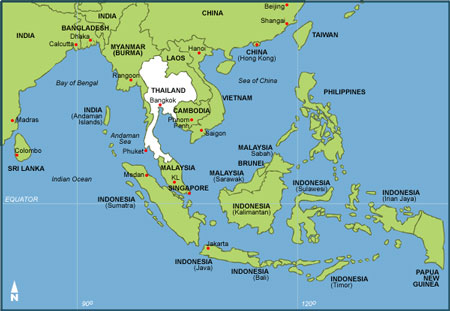 CHINA
Beijing
Shangai
INDIA
BANGLADESH
Dhaka
Calcutta
INDIA
MYANMAR
(BURMA)
LAOS
Hanoi
CHINA
(Hong Kong)
TAIWAN
Bay of Bengal
Rangoon
THAILAND
Bangkok
Sea of China
VIETNAM
PHILIPPINES
Madras
INDIA
(Andaman
Islands)
CAMBODIA
Phnom
Penh
Saigon
Andaman
Sea
Colombo
SRI LANKA
Phuket
MALAYSIA
Sabah)
BRUNEI
Indian Ocean
Medan
MALAYSIA
KL
SINGAPORE
MALAYSIA
(Sarawak)
INDONESIA
(Sulawesi)
INDONESIA
(Irian Jaya)
EQUATOR
INDONESIA
(Sumatra)
INDONESIA
(Kalimantan)
Jakarta
INDONESIA
(Java)
INDONESIA
(Bali)
INDONESIA
(Timor)
PAPUA
NEW
GUINEA
N
90º
120º